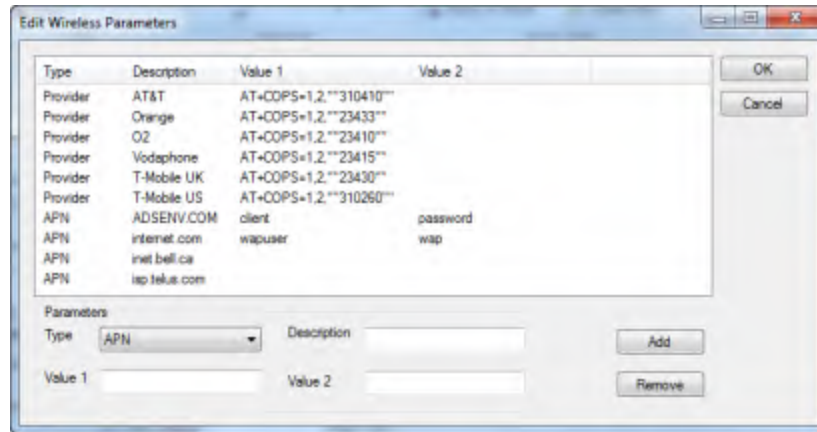 Edit Wireless Parameters
Type Description Value 1 Value 2
Provider AT&T AT+COPS=1,2,""310410""
Provider Orange AT+COPS=1,2,""23433""
Provider O2 AT+COPS=1,2,""23410""
Provider Vodaphone AT+COPS=1,2,""23415""
Provider T-Mobile UK AT+COPS=1,2,""23430""
Provider T-Mobile US AT+COPS=1,2,""310260""
APN ADSENV.COM client password
APN internet.com wapuser wap
APN inet.bell.ca
APN isp.telus.com
OK
Cancel
Parameters
Type APN Description Add
Value 1 Value 2 Remove